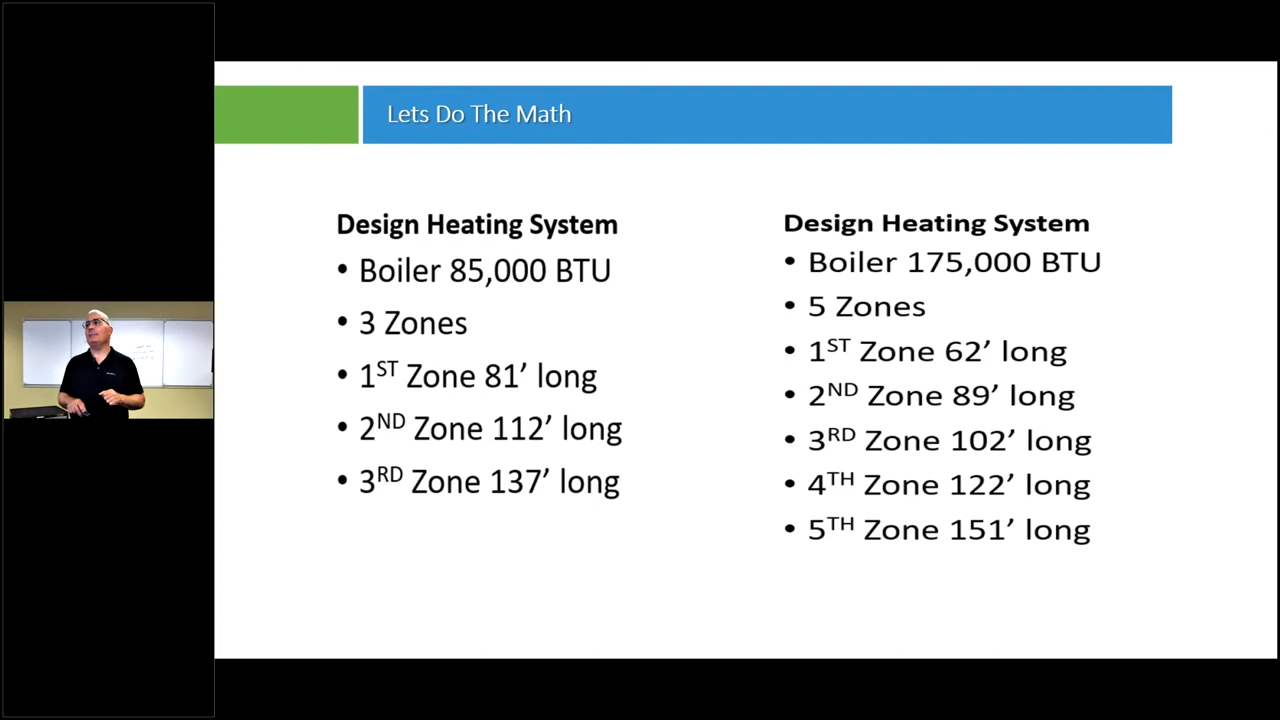 Lets Do The Math
Design Heating System
• Boiler 85,000 BTU
• 3 Zones
• 1ST Zone 81’ long
• 2ND Zone 112’ long
• 3RD Zone 137’ long
Design Heating System
• Boiler 175,000 BTU
• 5 Zones
• 1ST Zone 62’ long
• 2ND Zone 89’ long
• 3RD Zone 102’ long
• 4TH Zone 122’ long
• 5TH Zone 151’ long